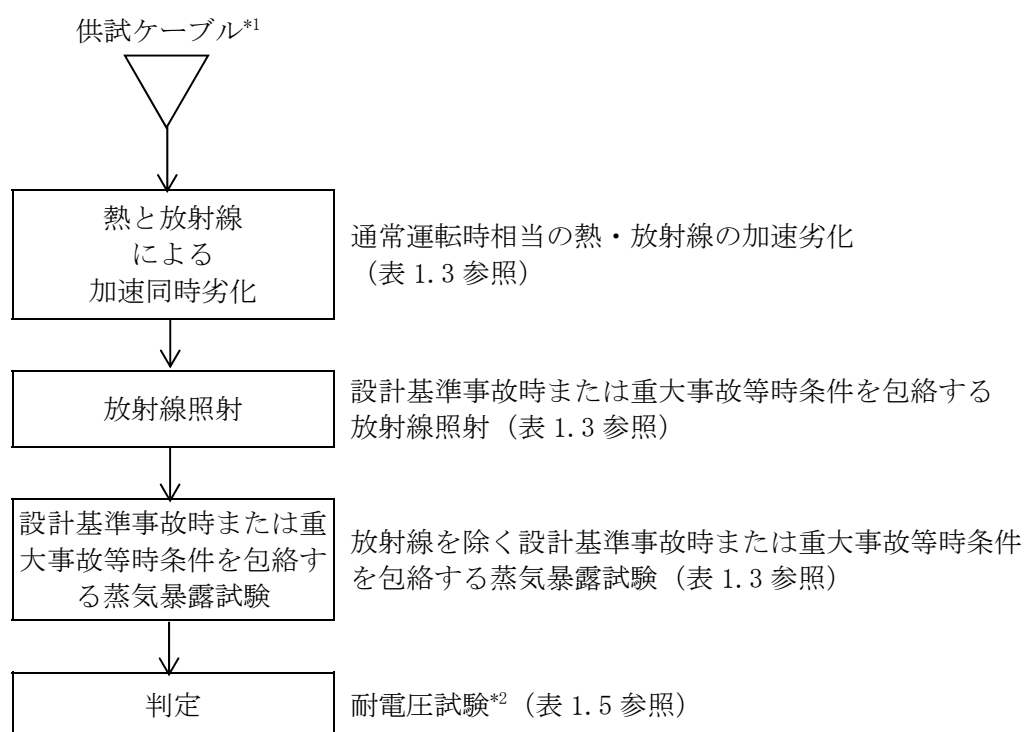 供試ケーブル*1
熱と放射線
による
加速同時劣化
通常運転時相当の熱・放射線の加速劣化
（表 1.3 参照）
放射線照射
設計基準事故時または重大事故等時条件を包絡する
放射線照射（表 1.3 参照）
設計基準事故時または重
大事故等時条件を包絡す
る蒸気暴露試験
放射線を除く設計基準事故時または重大事故等時条件
を包絡する蒸気暴露試験（表 1.3 参照）
判定
耐電圧試験*2（表 1.5 参照）